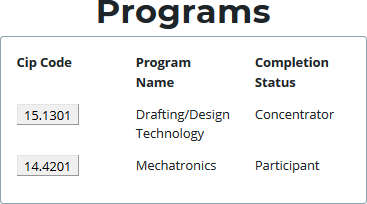 Programs
Cip Code Program Name Completion Status
15.1301 Drafting/Design Technology Concentrator
14.4201 Mechatronics Participant